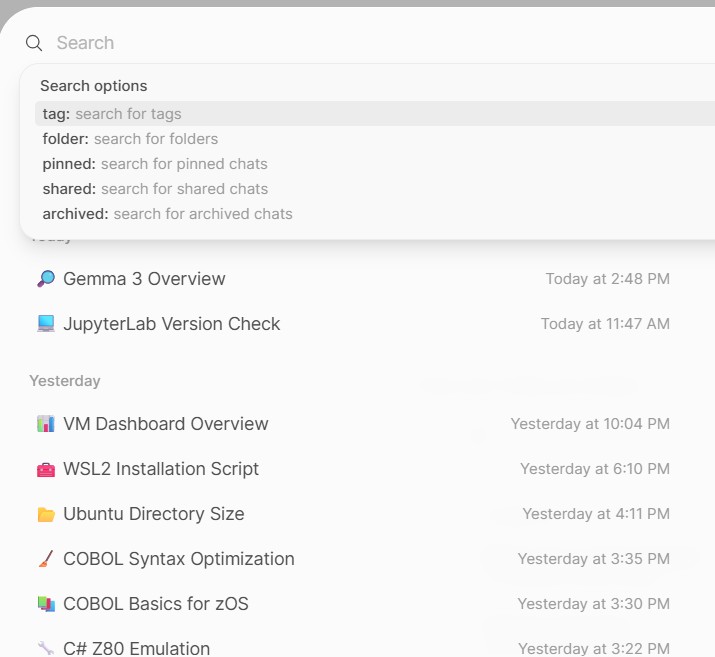 Search
Search options
tag: search for tags
folder: search for folders
pinned: search for pinned chats
shared: search for shared chats
archived: search for archived chats
Today
Gemma 3 Overview Today at 2:48 PM
JupyterLab Version Check Today at 11:47 AM
Yesterday
VM Dashboard Overview Yesterday at 10:04 PM
WSL2 Installation Script Yesterday at 6:10 PM
Ubuntu Directory Size Yesterday at 4:11 PM
COBOL Syntax Optimization Yesterday at 3:35 PM
COBOL Basics for zOS Yesterday at 3:30 PM
C# Z80 Emulation Yesterday at 3:22 PM